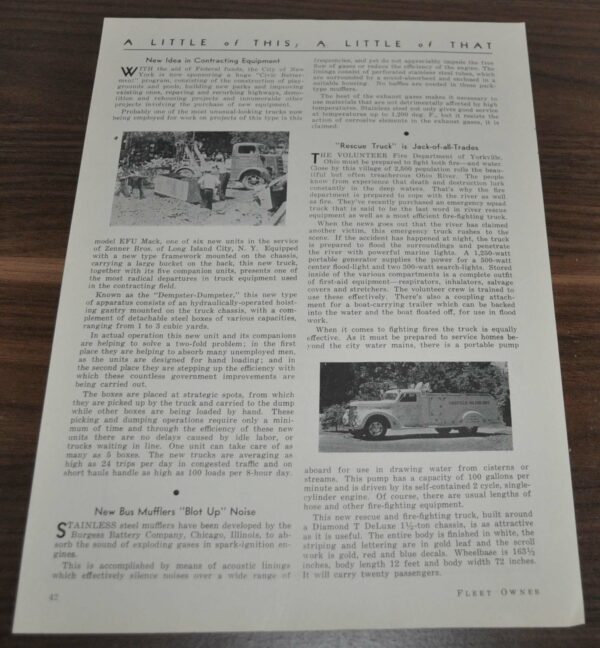 A LITTLE of THIS; A LITTLE of THAT
New Idea in Contracting Equipment
WITH the aid of Federal funds, the City of New
York is now sponsoring a huge "Civic Better-
ment" program, consisting of the construction of play-
grounds and pools, building new parks and improving
existing ones, repairing and reworking highways, demo-
lition and rehousing projects and innumerable other
projects involving the purchase of new equipment.
Probably one of the most unusual-looking trucks now
being employed for work on projects of this type is this
model EFU Mack, one of six new units in the service
of Zenner Bros. of Long Island City, N. Y. Equipped
with a new type framework mounted on the chassis,
carrying a large bucket on the back, this new truck,
together with its five companion units, presents one of
the most radical departures in truck equipment used
in the contracting field.
Known as the "Dempster-Dumpster," this new type
of apparatus consists of an hydraulically-operated hoist-
ing gantry mounted on the truck chassis, with a com-
plement of detachable steel boxes of various capacities,
ranging from 1 to 3 cubic yards.
In actual operation this new unit and its companions
are helping to solve a two-fold problem; in the first
place they are helping to absorb many unemployed men,
as the units are designed for hand loading; and in
the second place they are stepping up the efficiency with
which these countless government improvements are
being carried out.
The boxes are placed at strategic spots, from which
they are picked up by the truck and carried to the dump
while other boxes are being loaded by hand. These
picking and dumping operations require only a mini-
mum of time and through the efficiency of these new
units there are no delays caused by idle labor, or
trucks waiting in line. One unit can take care of as
many as 5 boxes. The new trucks are averaging as
high as 24 trips per day in congested traffic and on
short hauls handle as high as 100 loads per 8-hour day.
New Bus Mufflers "Blot Up" Noise
STAINLESS steel mufflers have been developed by the
Burgess Battery Company, Chicago, Illinois, to ab-
sorb the sound of exploding gases in spark-ignition en-
gines.
This is accomplished by means of acoustic linings
which effectively silence noises over a wide range of
frequencies, and yet do not appreciably impede the free
flow of gases or reduce the efficiency of the engine. The
linings consist of perforated stainless steel tubes, which
are surrounded by a sound-absorbent and enclosed in a
suitable housing. No baffles are needed in these pack-
type mufflers.
The heat of the exhaust gases makes it necessary to
use materials that are not detrimentally affected by high
temperatures. Stainless steel not only gives good service
at temperatures up to 1,200 deg. F., but it resists the
action of corrosive elements in the exhaust gases, it is
claimed.
"Rescue Truck" is Jack-of-all-Trades
THE VOLUNTEER Fire Department of Yorkville,
Ohio must be prepared to fight both fire—and water.
Close by this village of 2,500 population rolls the beau-
tiful but often treacherous Ohio River. The people
know from experience that death and destruction lurk
constantly in the deep waters. That's why the fire
department is prepared to cope with the river as well
as fire. They've recently purchased an emergency squad
truck that is said to be the last word in river rescue
equipment as well as a most efficient fire-fighting truck.
When the news goes out that the river has claimed
another victim, this emergency truck rushes to the
scene. If the accident has happened at night, the truck
is prepared to flood the surroundings and penetrate
the river with powerful marine lights. A 1,250-watt
portable generator supplies the power for a 500-watt
center flood-light and two 500-watt search-lights. Stored
inside of the various compartments is a complete outfit
of first-aid equipment—respirators, inhalators, salvage
covers and stretchers. The volunteer crew is trained to
use these effectively. There's also a coupling attach-
ment for a boat-carrying trailer which can be backed
into the water and the boat floated off, for use in flood
work.
When it comes to fighting fires the truck is equally
effective. As it must be prepared to service homes be-
yond the city water mains, there is a portable pump
aboard for use in drawing water from cisterns or
streams. This pump has a capacity of 100 gallons per
minute and is driven by its self-contained 2 cycle, single-
cylinder engine. Of course, there are usual lengths of
hose and other fire-fighting equipment.
This new rescue and fire-fighting truck, built around
a Diamond T DeLuxe 1½-ton chassis, is as attractive
as it is useful. The entire body is finished in white, the
striping and lettering are in gold leaf and the scroll
work is gold, red and blue decals. Wheelbase is 163½
inches, body length 12 feet and body width 72 inches.
It will carry twenty passengers.
42
FLEET OWNER